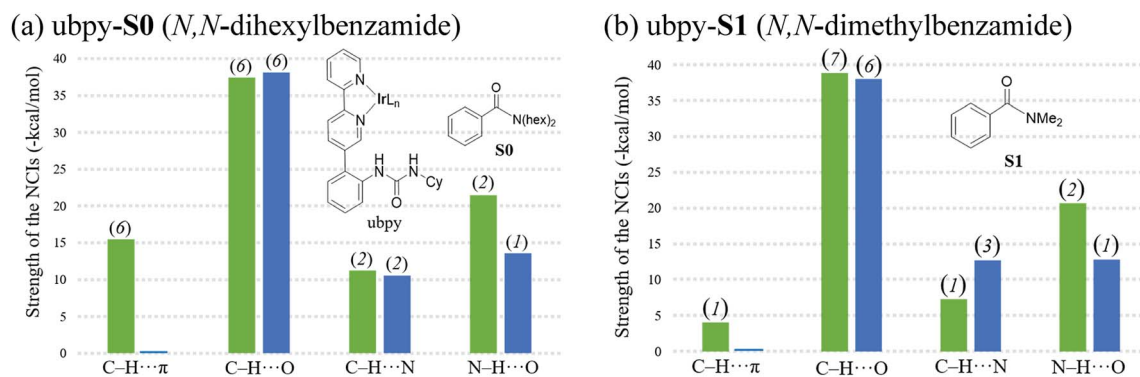 (a) ubpy-S0 (N,N-dihexylbenzamide)
Strength of the NCIs (-kcal/mol)
40
35
30
25
20
15
10
5
0
(6)
(6)
(6)
(2)
(2)
(2)
(1)
N
IrLn
N
H H
N N
Cy
O
ubpy
O
N(hex)2
S0
C–H···π
C–H···O
C–H···N
N–H···O
(b) ubpy-S1 (N,N-dimethylbenzamide)
Strength of the NCIs (-kcal/mol)
40
35
30
25
20
15
10
5
0
(1)
(7)
(6)
(1)
(3)
(2)
(1)
O
NMe2
S1
C–H···π
C–H···O
C–H···N
N–H···O